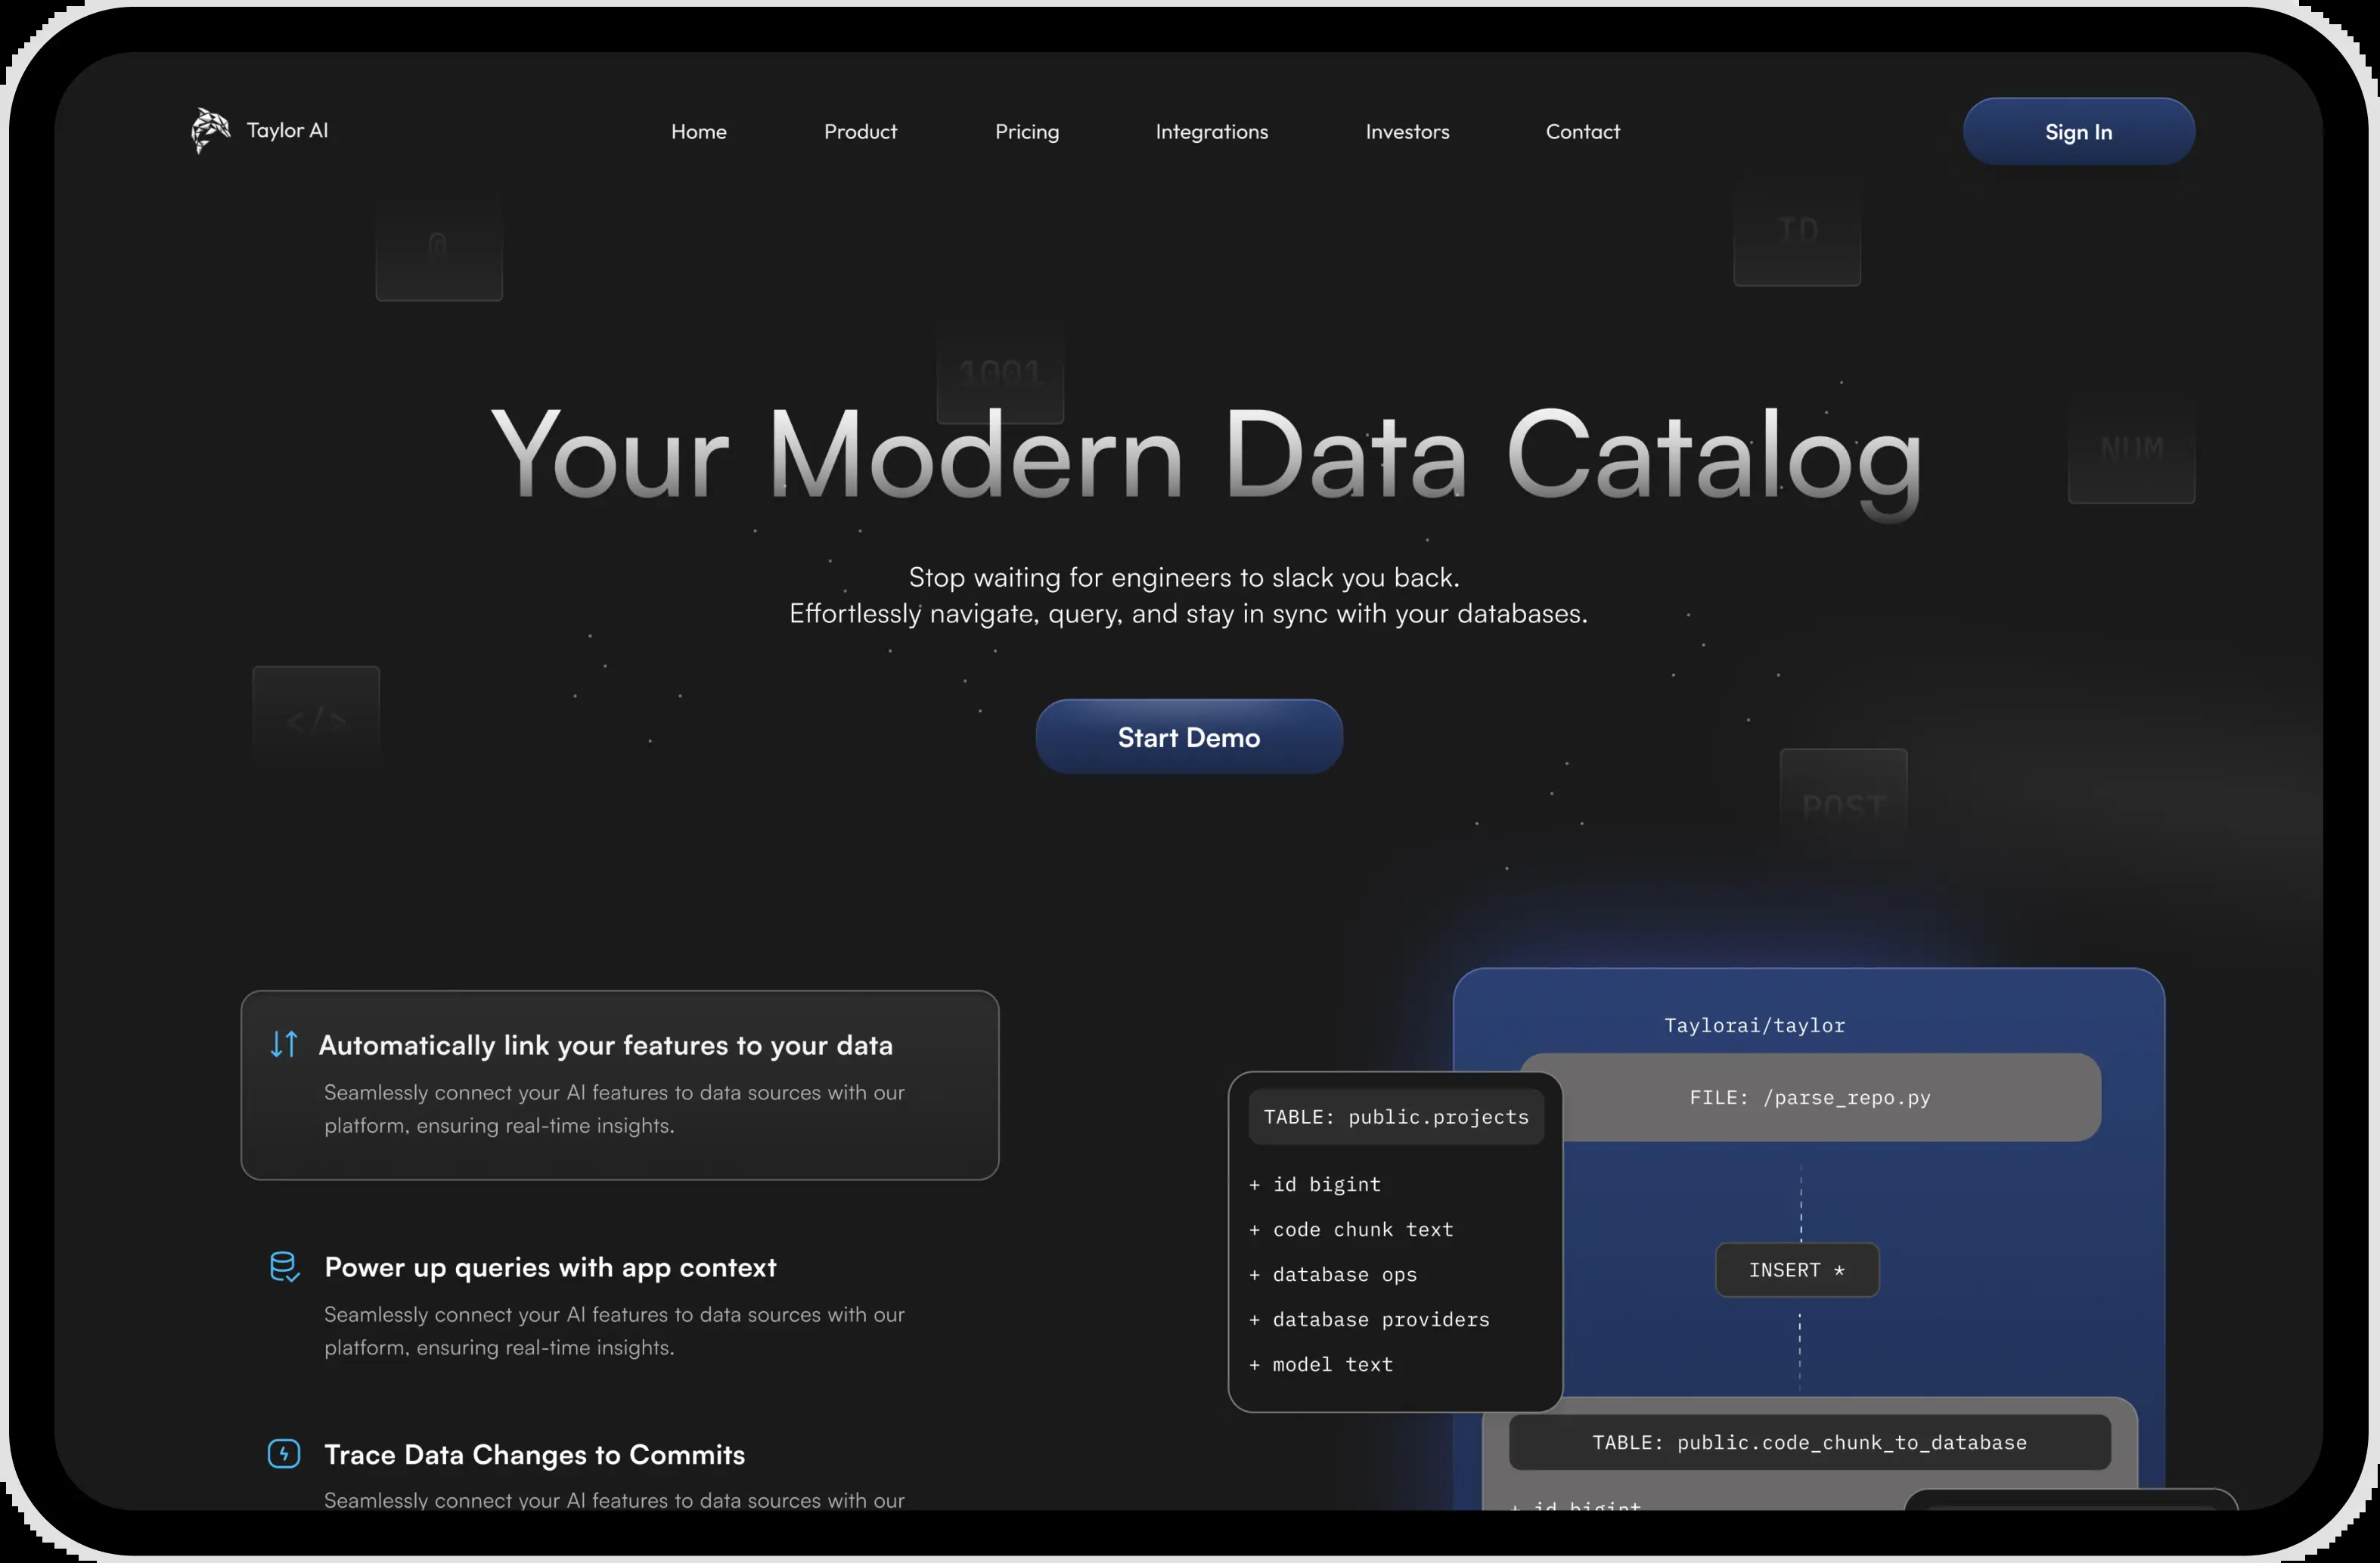 Taylor AI
Home
Product
Pricing
Integrations
Investors
Contact
Sign In
@
ID
1001
NUM
Your Modern Data Catalog
Stop waiting for engineers to slack you back.
Effortlessly navigate, query, and stay in sync with your databases.
</>
Start Demo
POST
Automatically link your features to your data
Seamlessly connect your AI features to data sources with our
platform, ensuring real-time insights.
Power up queries with app context
Seamlessly connect your AI features to data sources with our
platform, ensuring real-time insights.
Trace Data Changes to Commits
Seamlessly connect your AI features to data sources with our
Taylorai/taylor
FILE: /parse_repo.py
TABLE: public.projects
+ id bigint
+ code chunk text
+ database ops
+ database providers
+ model text
INSERT *
TABLE: public.code_chunk_to_database
+ id bigint